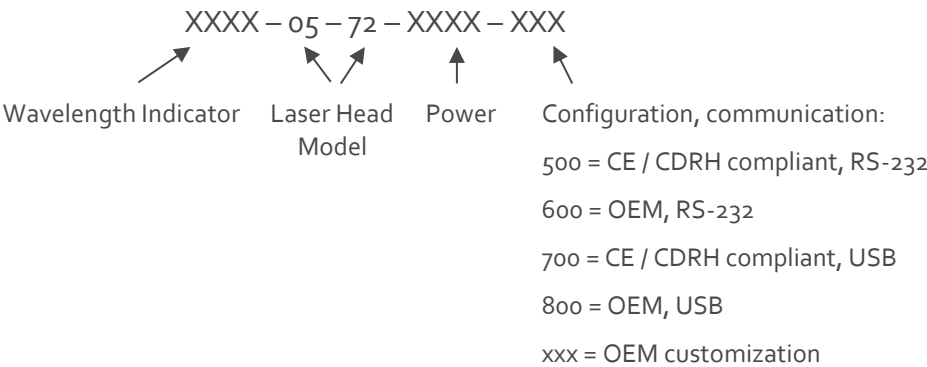 XXXX – 05 – 72 – XXXX – XXX
Wavelength Indicator
Laser Head
Model
Power
Configuration, communication:
500 = CE / CDRH compliant, RS-232
600 = OEM, RS-232
700 = CE / CDRH compliant, USB
800 = OEM, USB
xxx = OEM customization